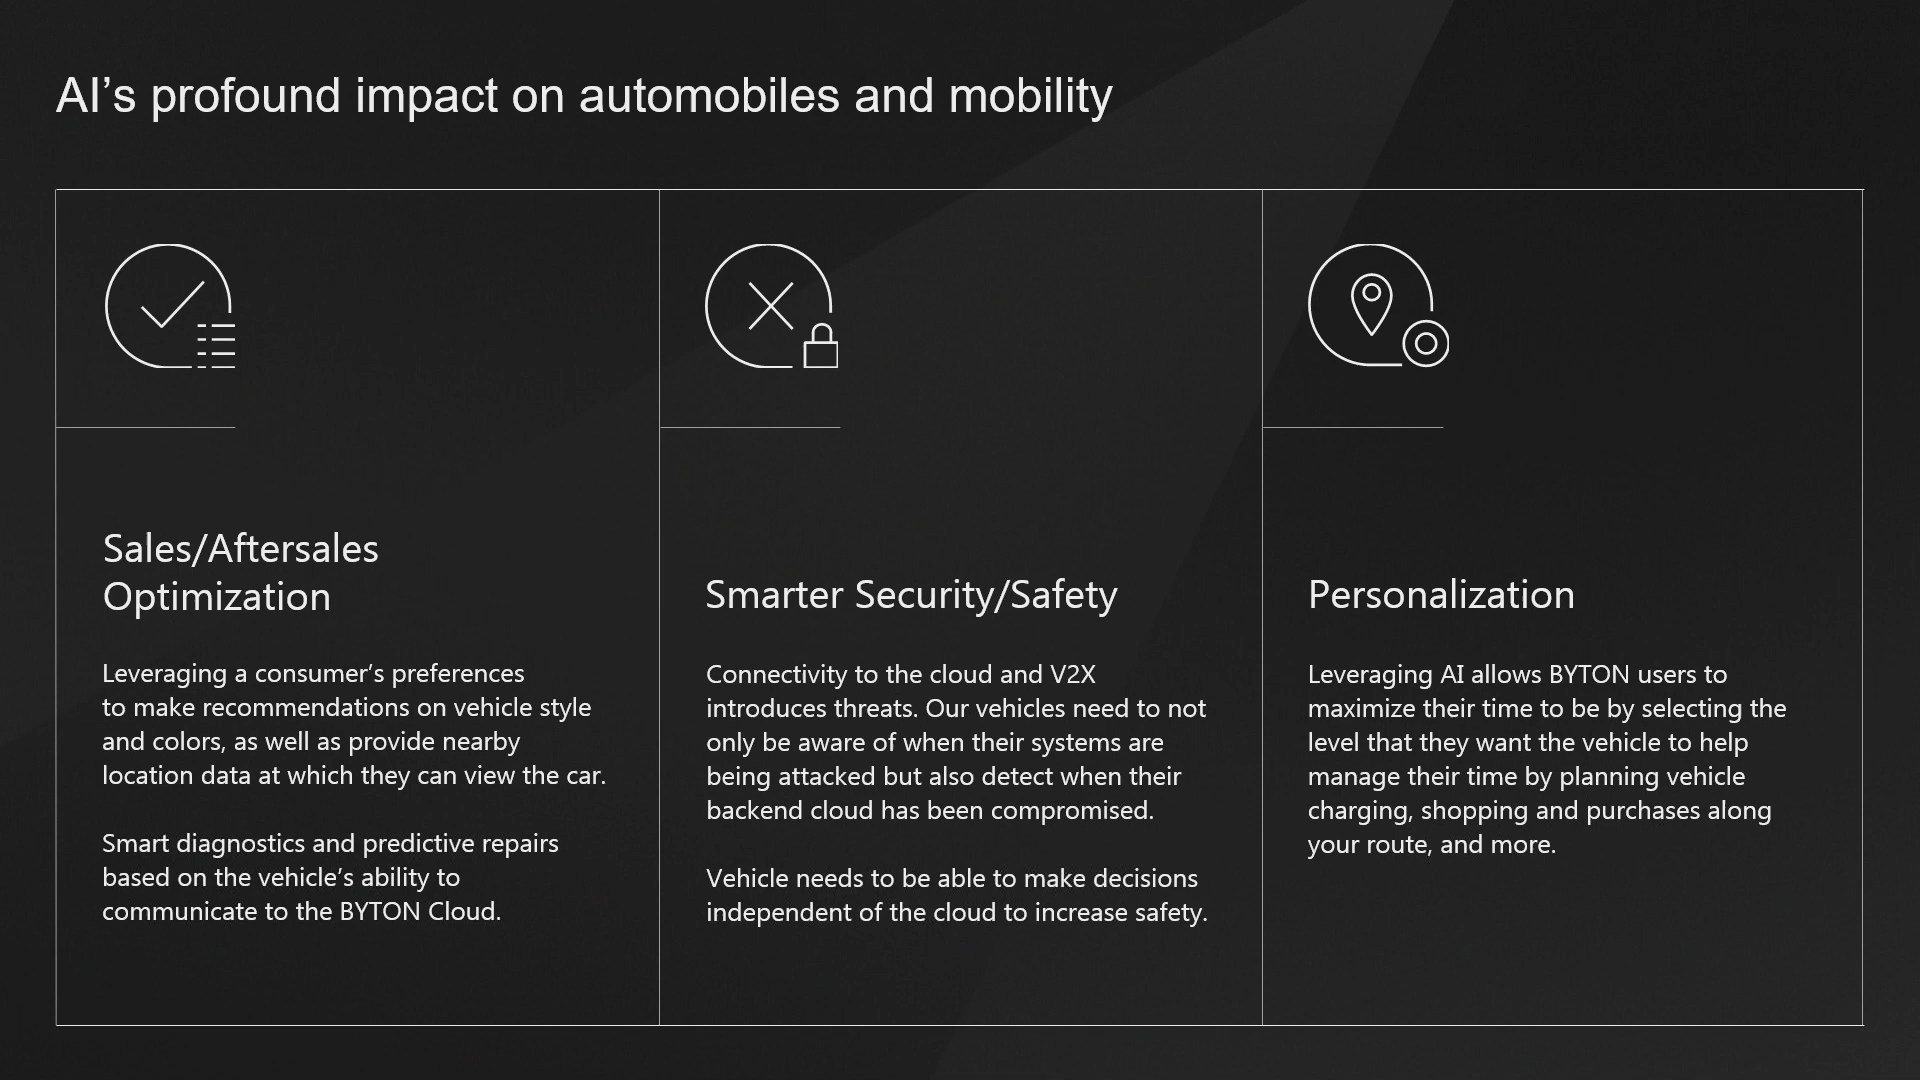 AI’s profound impact on automobiles and mobility
Sales/Aftersales
Optimization
Leveraging a consumer’s preferences
to make recommendations on vehicle style
and colors, as well as provide nearby
location data at which they can view the car.
Smart diagnostics and predictive repairs
based on the vehicle’s ability to
communicate to the BYTON Cloud.
Smarter Security/Safety
Connectivity to the cloud and V2X
introduces threats. Our vehicles need to not
only be aware of when their systems are
being attacked but also detect when their
backend cloud has been compromised.
Vehicle needs to be able to make decisions
independent of the cloud to increase safety.
Personalization
Leveraging AI allows BYTON users to
maximize their time to be by selecting the
level that they want the vehicle to help
manage their time by planning vehicle
charging, shopping and purchases along
your route, and more.